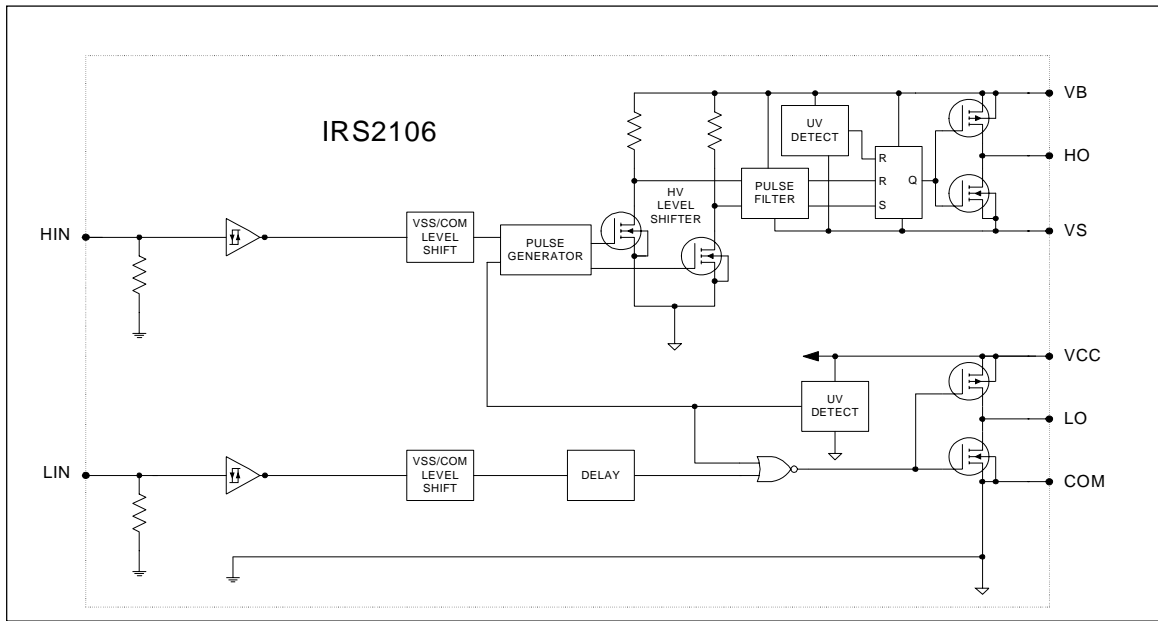 IRS2106
VB
UV
DETECT
R
R
S
Q
HO
PULSE
FILTER
HV
LEVEL
SHIFTER
VS
HIN
VSS/COM
LEVEL
SHIFT
PULSE
GENERATOR
VCC
UV
DETECT
LO
LIN
VSS/COM
LEVEL
SHIFT
DELAY
COM